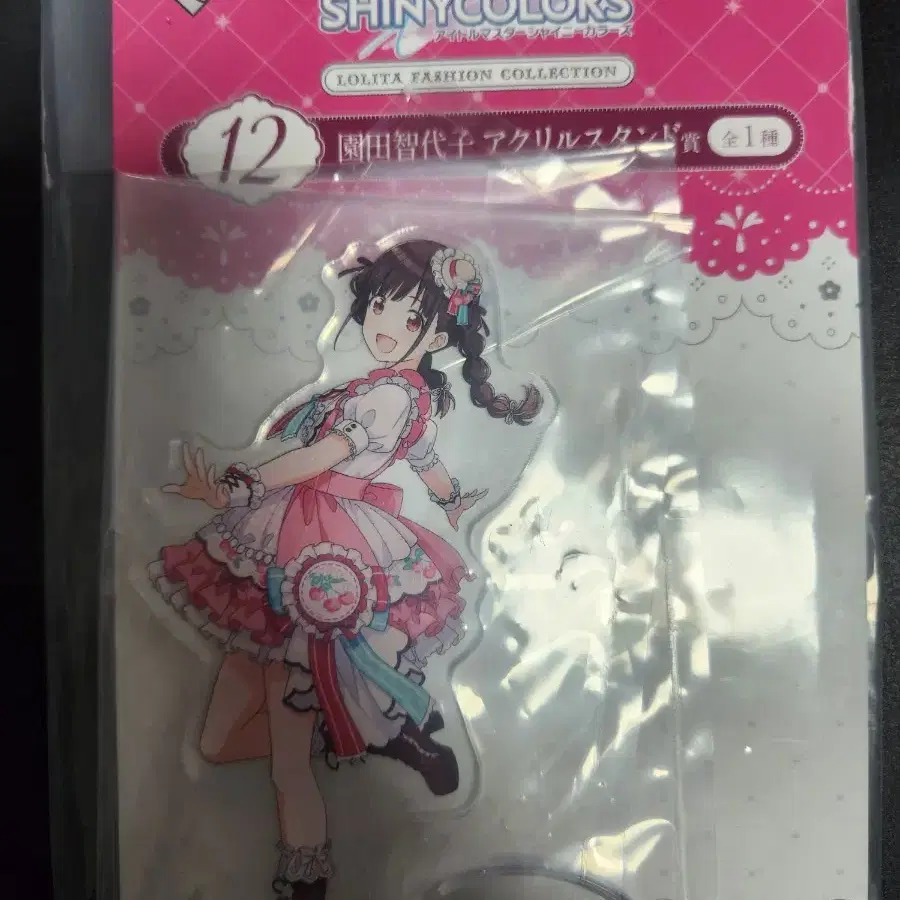 SHINYCOLORS
アイドルマスターシャイニーカラーズ
LOLITA FASHION COLLECTION
12 園田智代子 アクリルスタンド賞 全1種